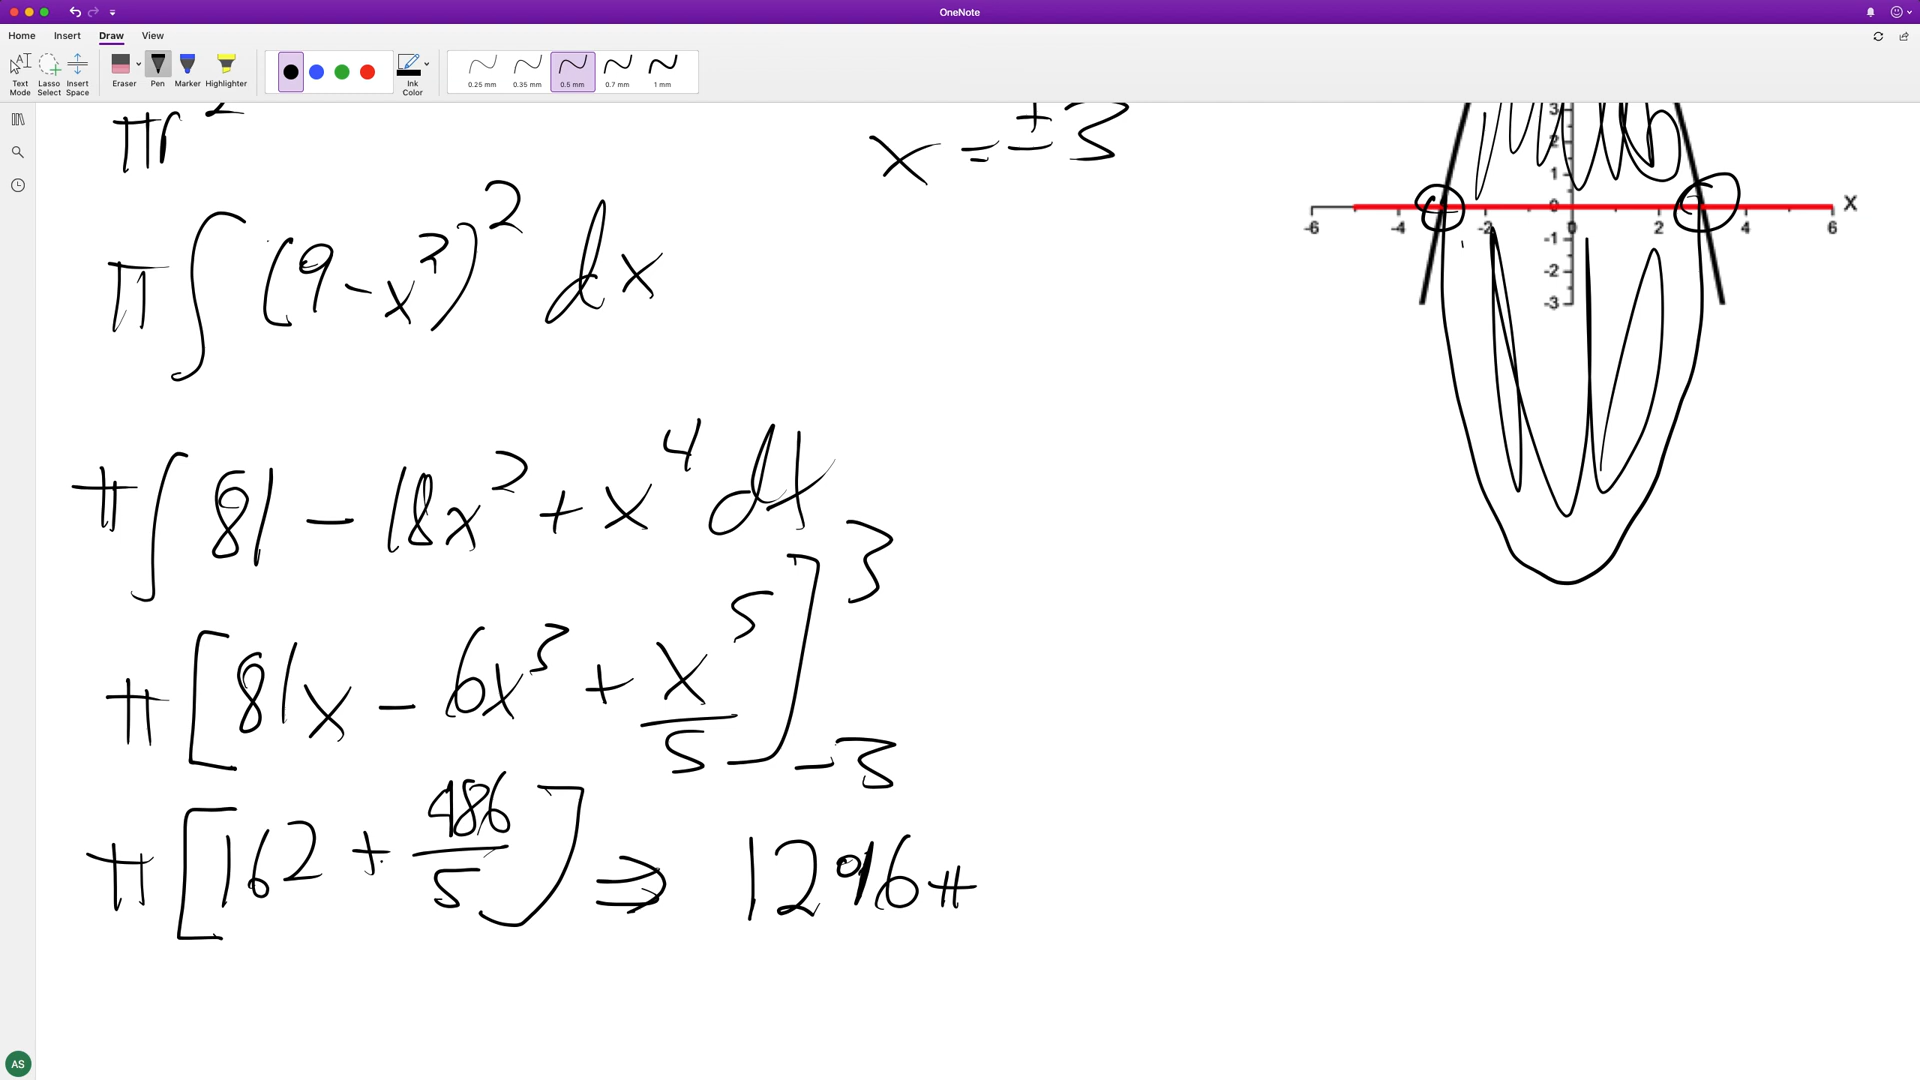 OneNote
Home Insert Draw View
Text Mode
Lasso Select
Insert Space
Eraser
Pen
Marker
Highlighter
Ink Color
0.25 mm
0.35 mm
0.5 mm
0.7 mm
1 mm
πr²
x = ±3
π∫(9-x²)² dx
π∫81 - 18x² + x⁴ dx
π[81x - 6x³ + x⁵/5]³₋₃
π[162 + 486/5] ⇒ 1296π
3
2
1
0
-6 -4 -2 0 2 4 6
X
-1
-2
-3
AS